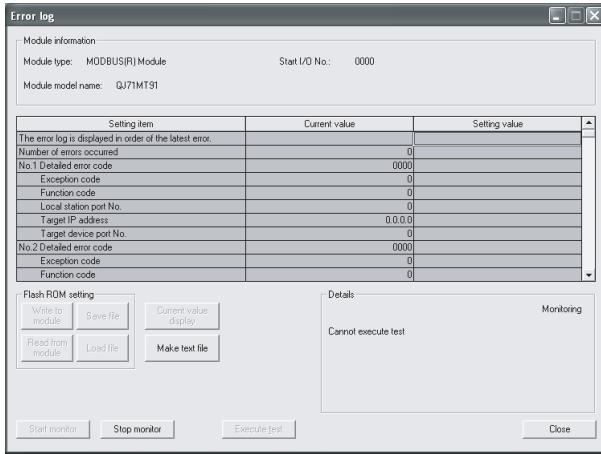 Error log
Module information
Module type: MODBUS(R) Module Start I/O No.: 0000
Module model name: QJ71MT91
Setting item Current value Setting value
The error log is displayed in order of the latest error.
Number of errors occurred 0
No.1 Detailed error code 0000
Exception code 0
Function code 0
Local station port No. 0
Target IP address 0.0.0.0
Target device port No. 0
No.2 Detailed error code 0000
Exception code 0
Function code 0
Flash ROM setting
Write to
module
Save file
Current value
display
Read from
module
Load file
Make text file
Details
Monitoring
Cannot execute test
Start monitor Stop monitor Execute test Close